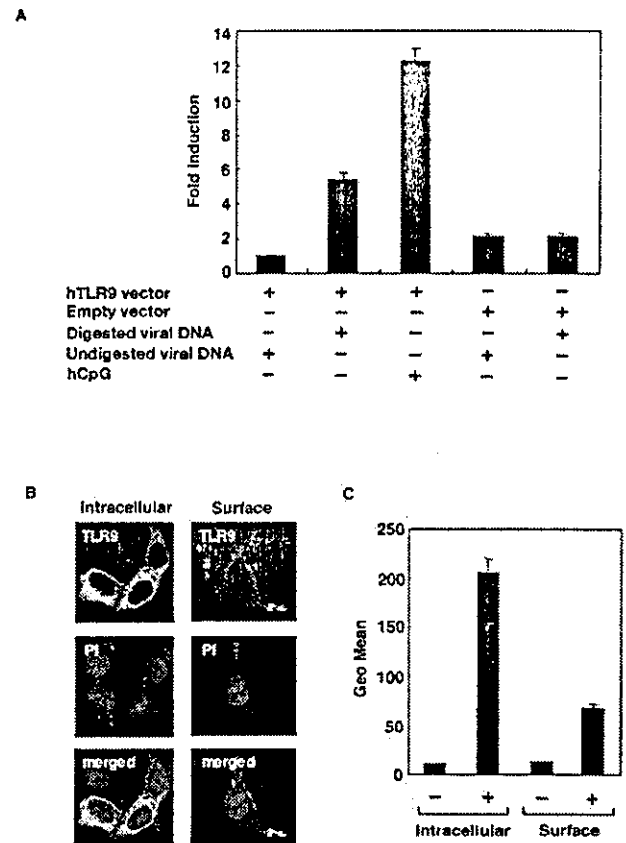 A
14
12
10
8
6
4
2
0
Fold Induction
hTLR9 vector + + + – –
Empty vector – – – + +
Digested viral DNA – + – – +
Undigested viral DNA + – – + –
hCpG – – + – –
B
Intracellular Surface
TLR9 TLR9
PI PI
merged merged
C
250
200
150
100
50
0
Geo Mean
– + – +
Intracellular Surface